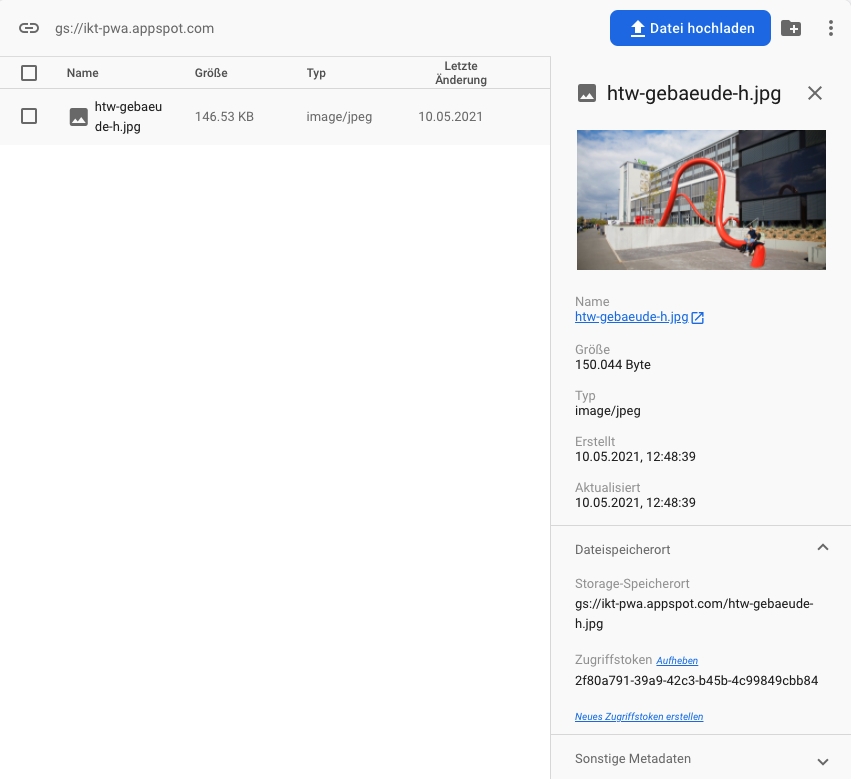 gs://ikt-pwa.appspot.com
Datei hochladen
Name Größe Typ Letzte
Änderung
htw-gebaeu
de-h.jpg
146.53 KB image/jpeg 10.05.2021
htw-gebaeude-h.jpg
Name
htw-gebaeude-h.jpg
Größe
150.044 Byte
Typ
image/jpeg
Erstellt
10.05.2021, 12:48:39
Aktualisiert
10.05.2021, 12:48:39
Dateispeicherort
Storage-Speicherort
gs://ikt-pwa.appspot.com/htw-gebaeude-
h.jpg
Zugriffstoken Aufheben
2f80a791-39a9-42c3-b45b-4c99849cbb84
Neues Zugriffstoken erstellen
Sonstige Metadaten